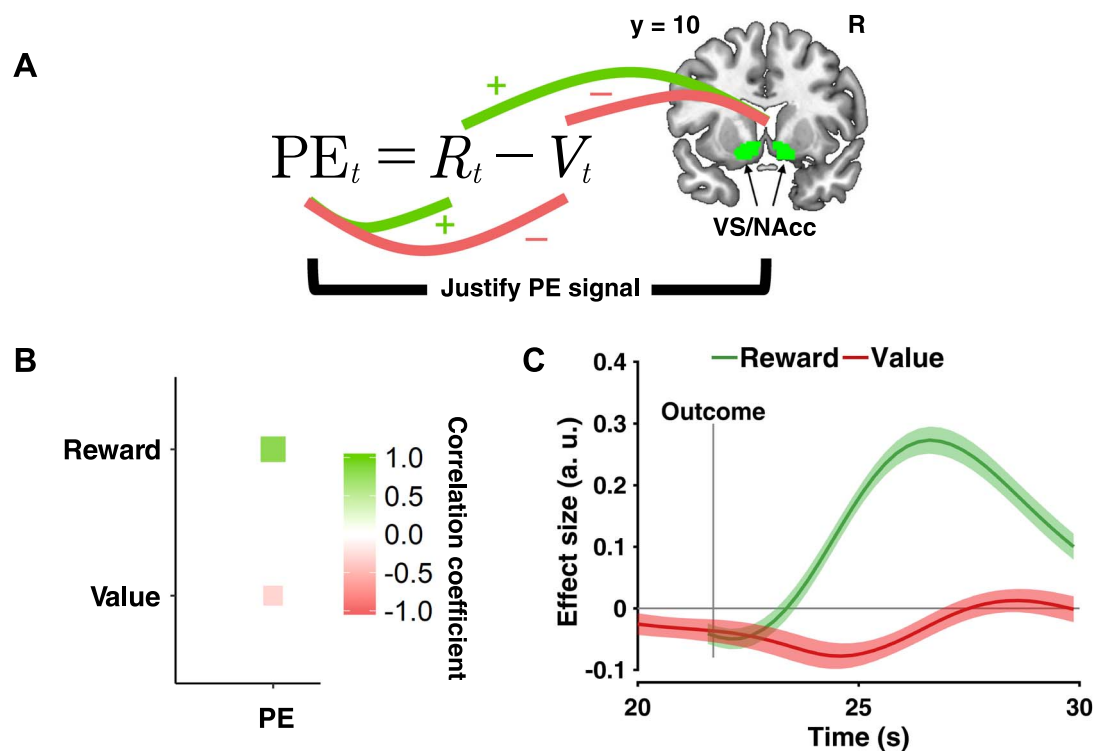 A
y = 10
R
+
−
PEt = Rt − Vt
+
−
VS/NAcc
Justify PE signal
B
Reward
Value
PE
1.0
0.5
0.0
-0.5
-1.0
Correlation coefficient
C
Reward
Value
Outcome
Effect size (a. u.)
0.4
0.3
0.2
0.1
0
-0.1
20
25
30
Time (s)